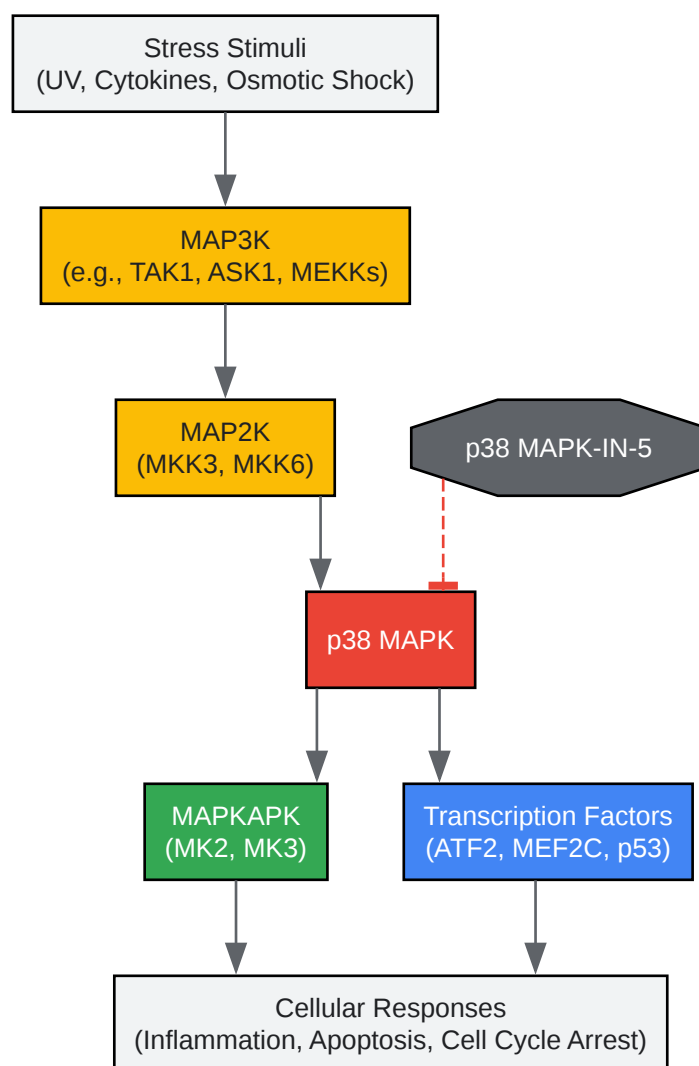 Stress Stimuli
(UV, Cytokines, Osmotic Shock)
MAP3K
(e.g., TAK1, ASK1, MEKKs)
MAP2K
(MKK3, MKK6)
p38 MAPK-IN-5
p38 MAPK
MAPKAPK
(MK2, MK3)
Transcription Factors
(ATF2, MEF2C, p53)
Cellular Responses
(Inflammation, Apoptosis, Cell Cycle Arrest)